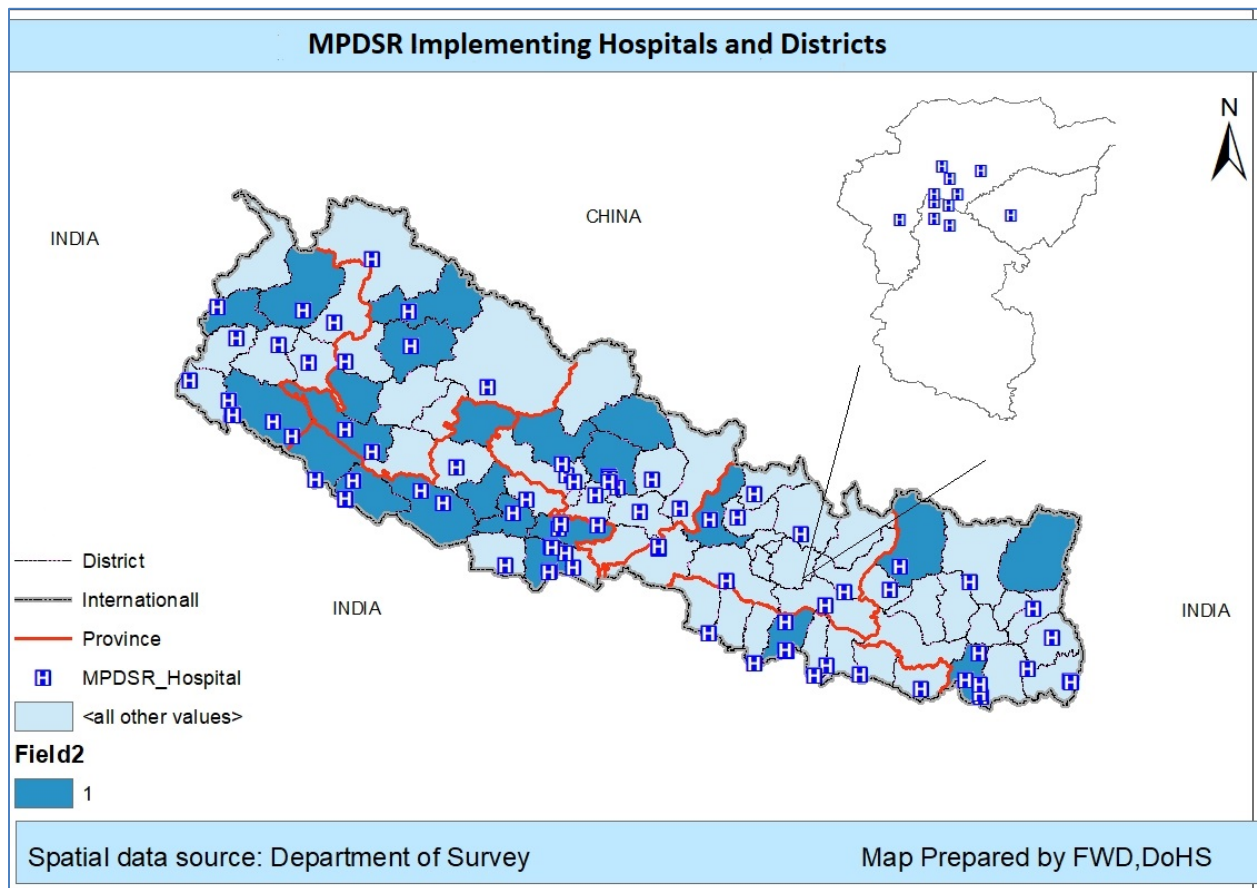 MPDSR Implementing Hospitals and Districts
N
CHINA
INDIA
INDIA
INDIA
District
Internationall
Province
H MPDSR_Hospital
<all other values>
Field2
1
Spatial data source: Department of Survey
Map Prepared by FWD,DoHS